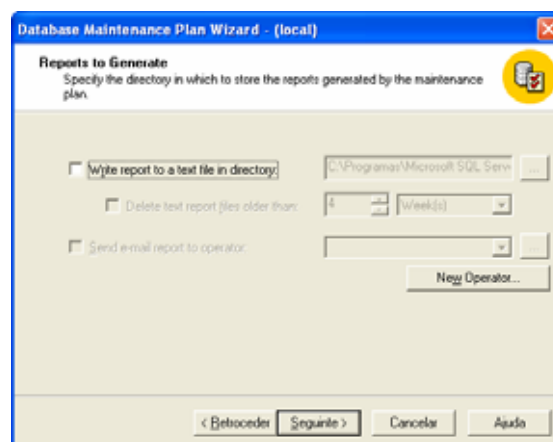 Database Maintenance Plan Wizard - (local)
Reports to Generate
Specify the directory in which to store the reports generated by the maintenance
plan.
Write report to a text file in directory:
C:\Programas\Microsoft SQL Serv
...
Delete text report files older than:
4
Week(s)
Send e-mail report to operator:
...
New Operator...
< Retroceder
Seguinte >
Cancelar
Ajuda